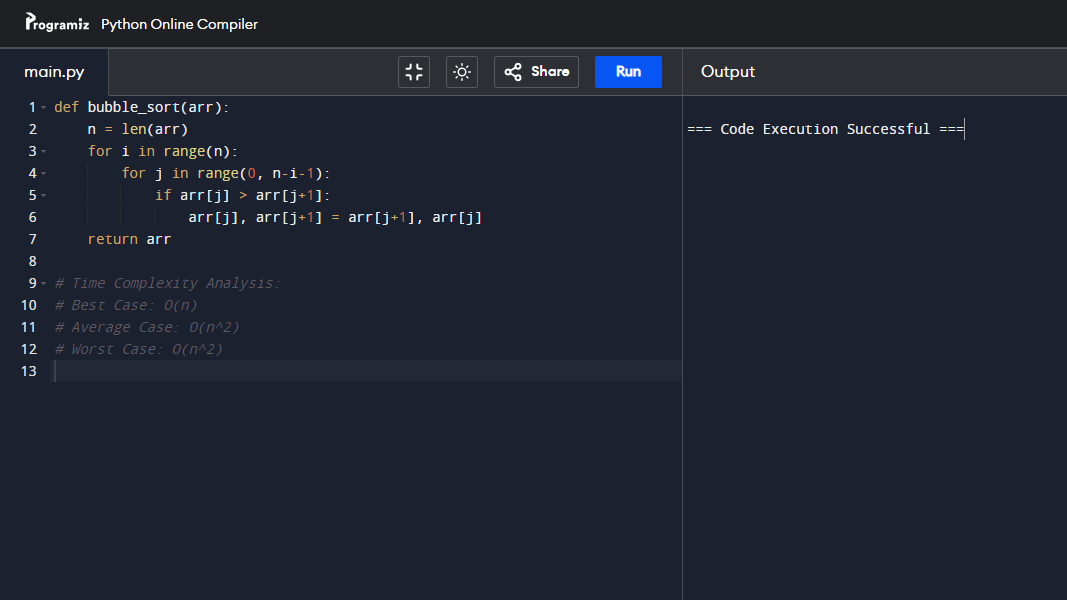 Programiz Python Online Compiler
main.py Share Run Output
1 def bubble_sort(arr):
2     n = len(arr)
3     for i in range(n):
4         for j in range(0, n-i-1):
5             if arr[j] > arr[j+1]:
6                 arr[j], arr[j+1] = arr[j+1], arr[j]
7     return arr
8
9 # Time Complexity Analysis:
10 # Best Case: O(n)
11 # Average Case: O(n^2)
12 # Worst Case: O(n^2)
13
=== Code Execution Successful ===